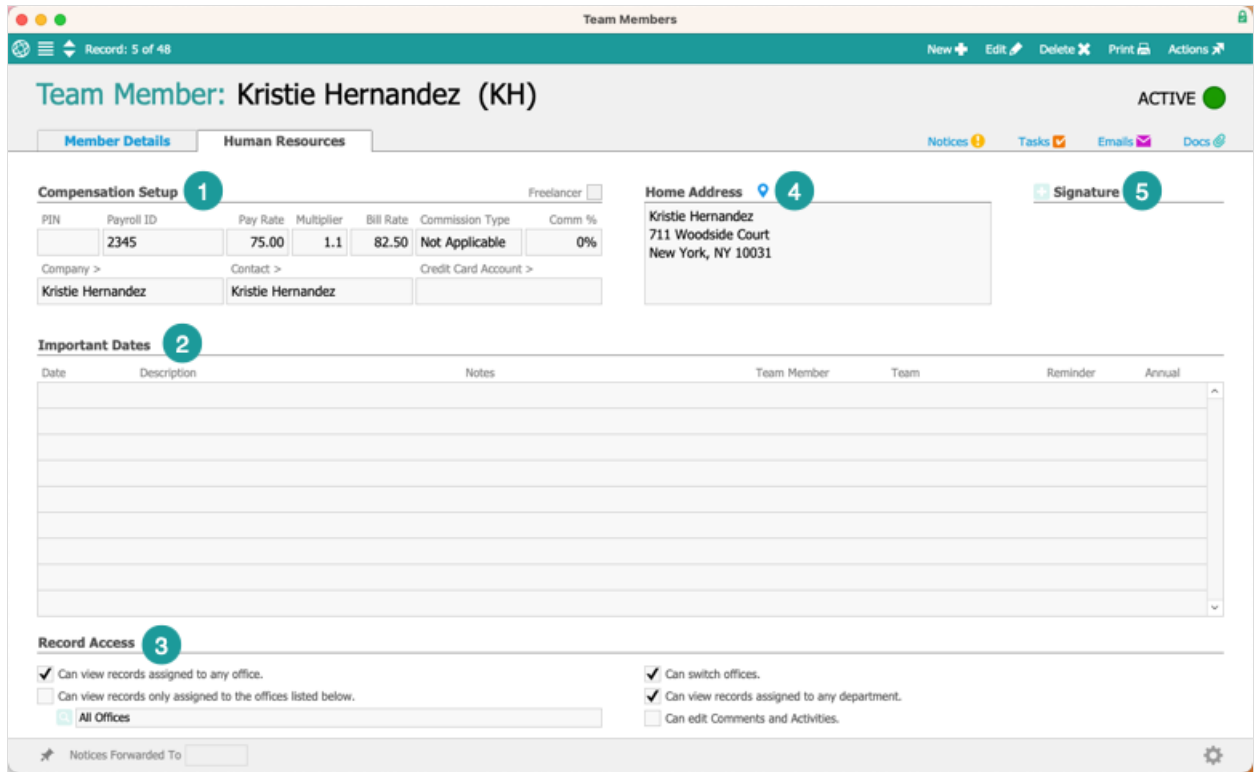 Team Members
Record: 5 of 48 New Edit Delete Print Actions
Team Member: Kristie Hernandez (KH) ACTIVE
Member Details Human Resources Notices Tasks Emails Docs
Compensation Setup 1 Freelancer Home Address 4 Signature 5
PIN Payroll ID Pay Rate Multiplier Bill Rate Commission Type Comm %
2345 75.00 1.1 82.50 Not Applicable 0%
Company > Contact > Credit Card Account >
Kristie Hernandez Kristie Hernandez
Kristie Hernandez
711 Woodside Court
New York, NY 10031
Important Dates 2
Date Description Notes Team Member Team Reminder Annual
Record Access 3
Can view records assigned to any office.
Can view records only assigned to the offices listed below.
All Offices
Can switch offices.
Can view records assigned to any department.
Can edit Comments and Activities.
Notices Forwarded To